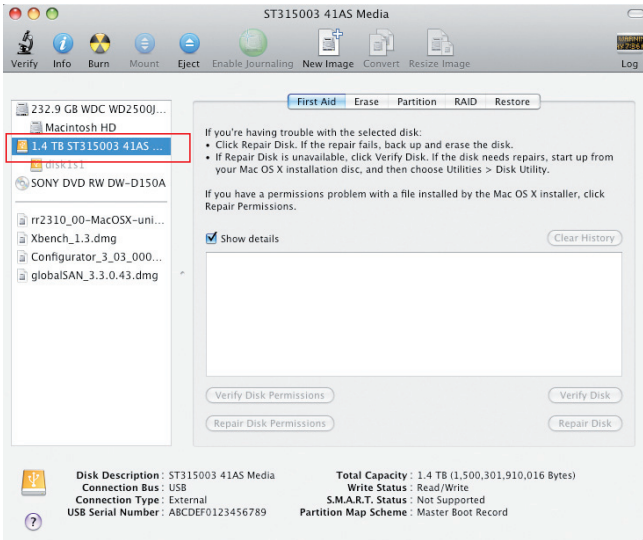 ST315003 41AS Media
Verify Info Burn Mount Eject Enable Journaling New Image Convert Resize Image Log
232.9 GB WDC WD2500J...
Macintosh HD
1.4 TB ST315003 41AS ...
disk1s1
SONY DVD RW DW-D150A
rr2310_00-MacOSX-uni...
Xbench_1.3.dmg
Configurator_3_03_000...
globalSAN_3.3.0.43.dmg
First Aid Erase Partition RAID Restore
If you're having trouble with the selected disk:
• Click Repair Disk. If the repair fails, back up and erase the disk.
• If Repair Disk is unavailable, click Verify Disk. If the disk needs repairs, start up from
your Mac OS X installation disc, and then choose Utilities > Disk Utility.
If you have a permissions problem with a file installed by the Mac OS X installer, click
Repair Permissions.
Show details Clear History
Verify Disk Permissions Verify Disk
Repair Disk Permissions Repair Disk
Disk Description : ST315003 41AS Media
Connection Bus : USB
Connection Type : External
USB Serial Number : ABCDEF0123456789
Total Capacity : 1.4 TB (1,500,301,910,016 Bytes)
Write Status : Read/Write
S.M.A.R.T. Status : Not Supported
Partition Map Scheme : Master Boot Record
?